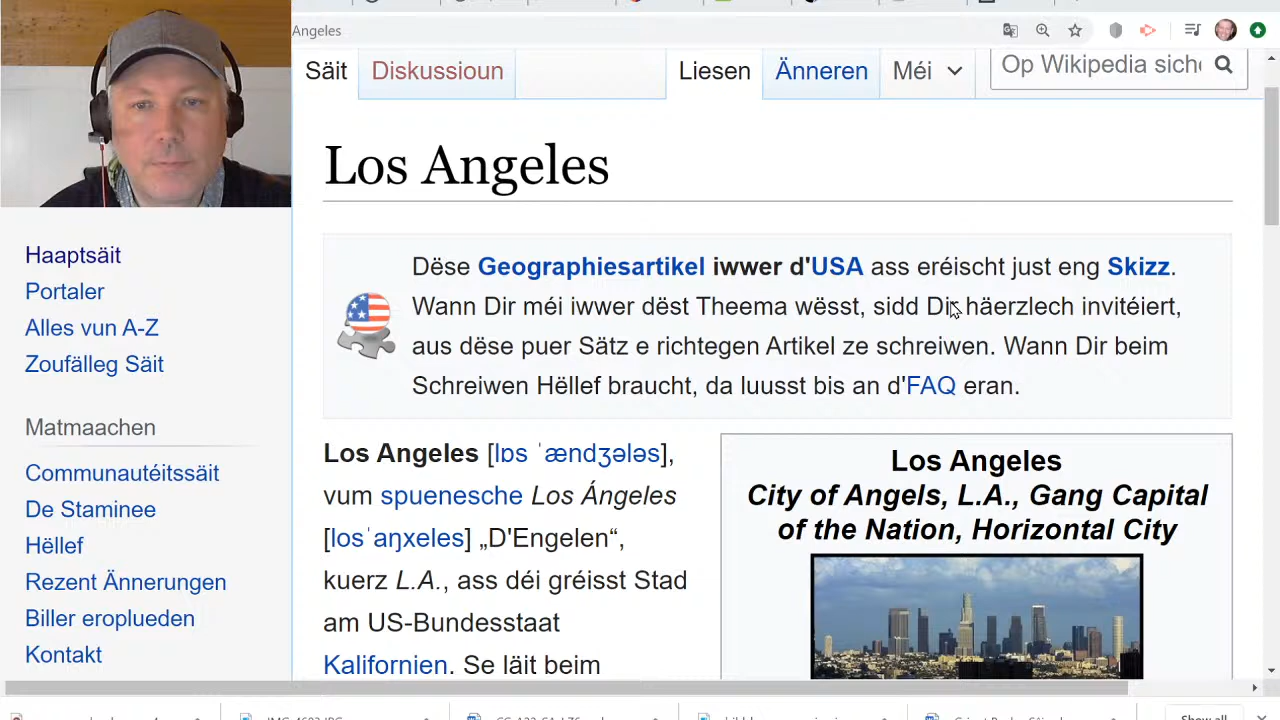 Angeles
Säit Diskussioun Liesen Änneren Méi Op Wikipedia siche
Los Angeles
Haaptsäit
Portaler
Alles vun A-Z
Zoufälleg Säit
Matmaachen
Communautéitssäit
De Staminee
Hëllef
Rezent Ännerungen
Biller eroplueden
Kontakt
Dëse Geographiesartikel iwwer d'USA ass eréischt just eng Skizz.
Wann Dir méi iwwer dëst Theema wësst, sidd Dir häerzlech invitéiert,
aus dëse puer Sätz e richtegen Artikel ze schreiwen. Wann Dir beim
Schreiwen Hëllef braucht, da luusst bis an d'FAQ eran.
Los Angeles [lɒs ˈændʒələs],
vum spuenesche Los Ángeles
[losˈaŋxeles] „D'Engelen“,
kuerz L.A., ass déi gréisst Stad
am US-Bundesstaat
Kalifornien. Se läit beim
Los Angeles
City of Angels, L.A., Gang Capital
of the Nation, Horizontal City
Show all